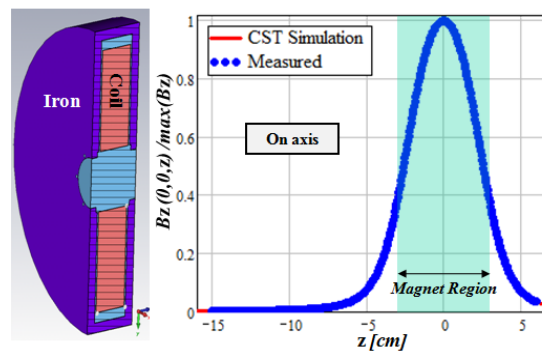 Iron
Coil
Bz(0,0,z)/max(Bz)
1
0.8
0.6
0.4
0.2
0
CST Simulation
Measured
On axis
Magnet Region
-15
-10
-5
0
5
z [cm]